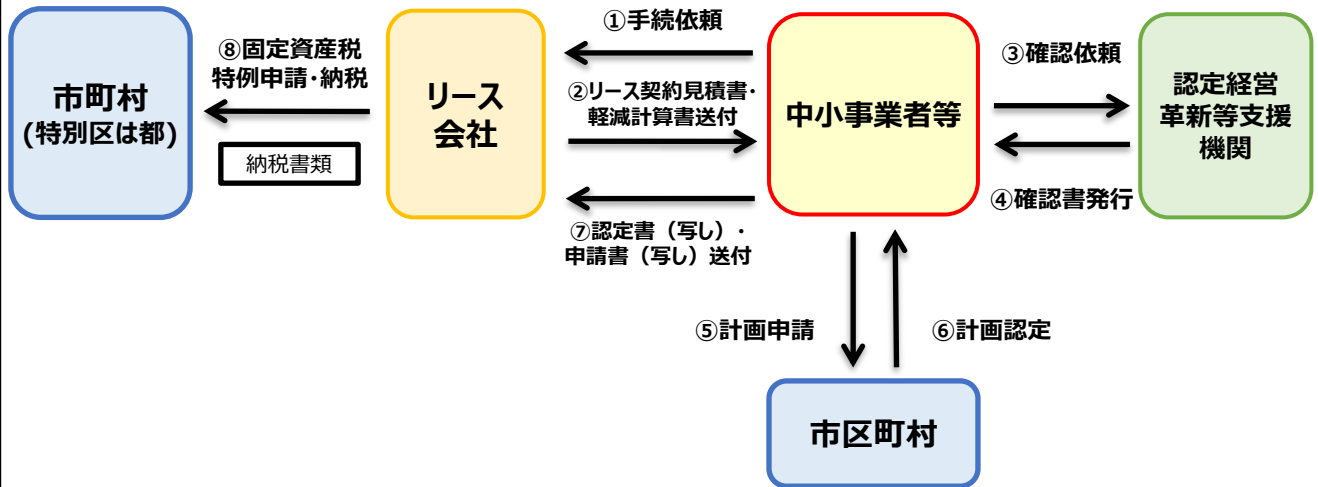 ①手続依頼
⑧固定資産税
特例申請・納税
③確認依頼
市町村
(特別区は都)
リース
会社
②リース契約見積書・
軽減計算書送付
中小事業者等
認定経営
革新等支援
機関
納税書類
④確認書発行
⑦認定書（写し）・
申請書（写し）送付
⑤計画申請
⑥計画認定
市区町村